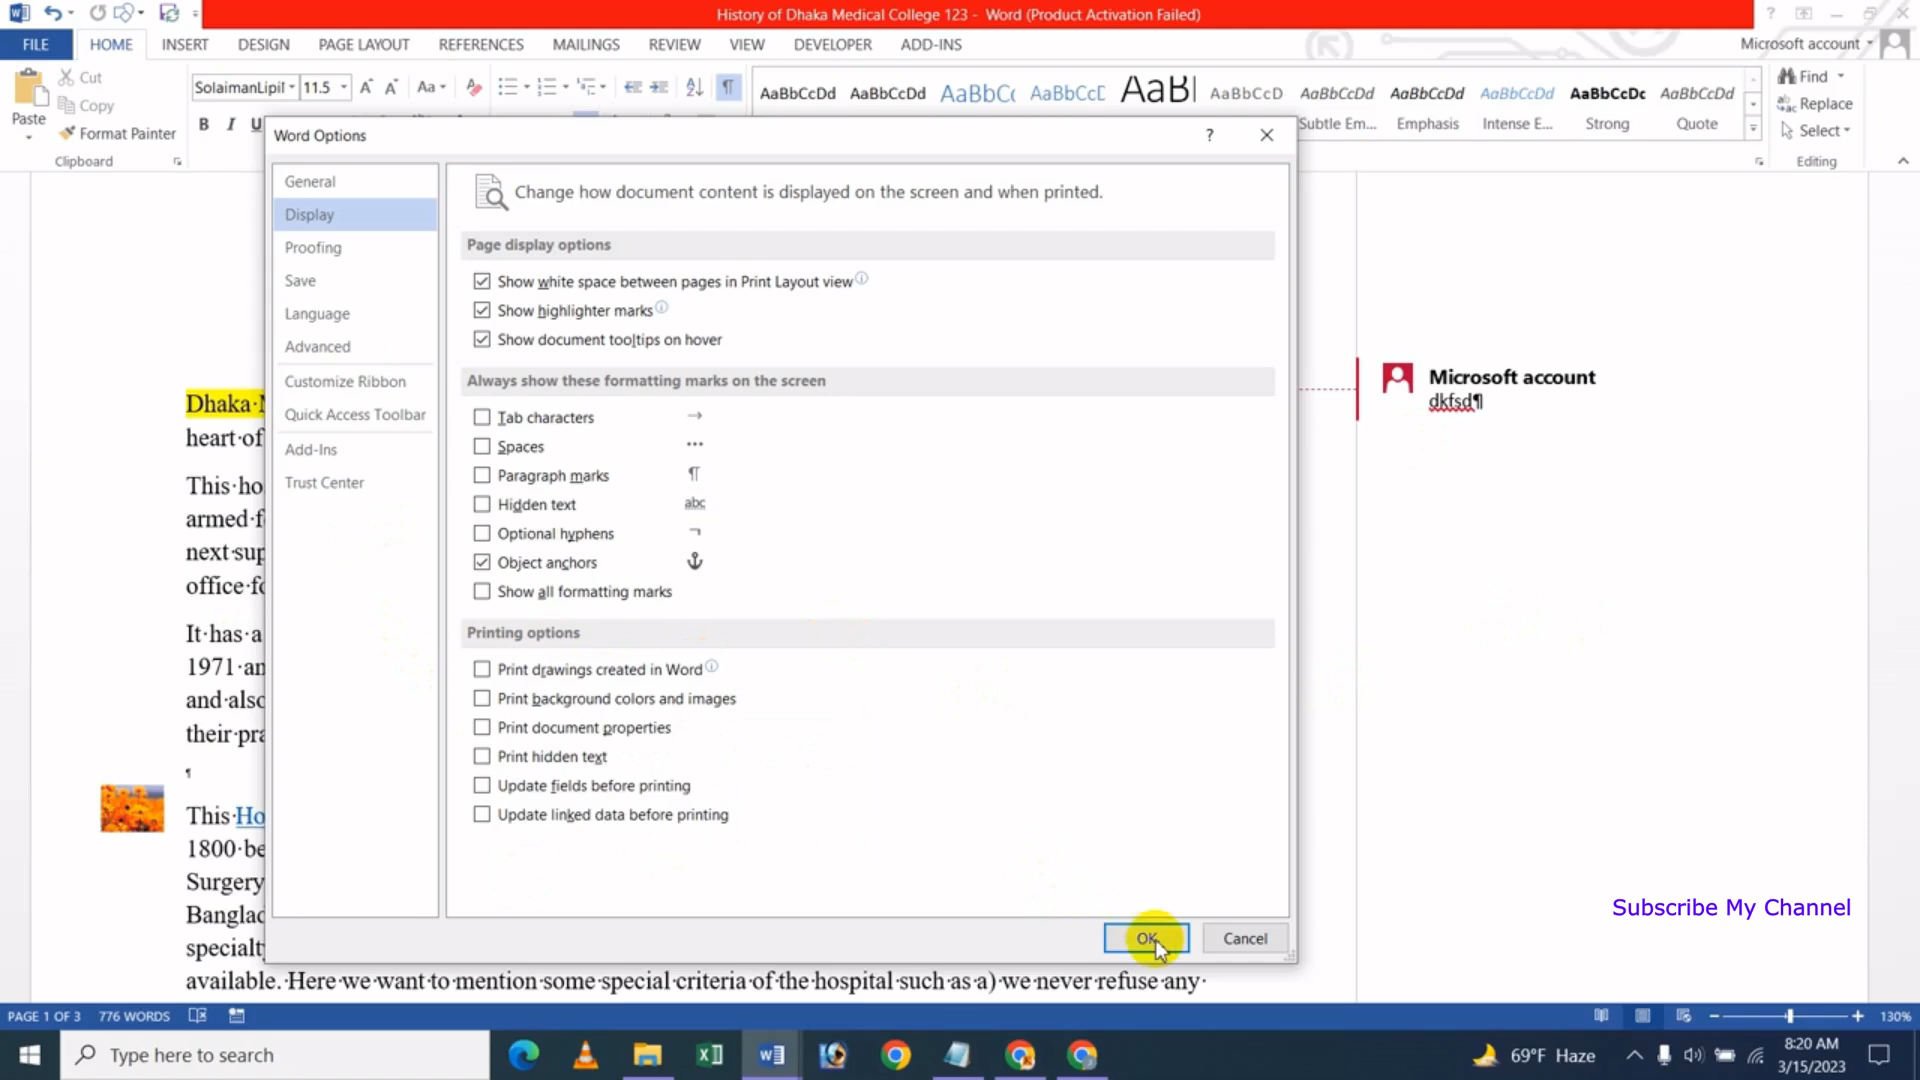 History of Dhaka Medical College 123 - Word (Product Activation Failed)
FILE HOME INSERT DESIGN PAGE LAYOUT REFERENCES MAILINGS REVIEW VIEW DEVELOPER ADD-INS Microsoft account
Paste
Cut
Copy
Format Painter
Clipboard
SolaimanLipi 11.5 Aa
B I U
AaBbCcDd AaBbCcDd AaBbC AaBbCcD AaB AaBbCcD AaBbCcDd AaBbCcDd AaBbCcDd AaBbCcDc AaBbCcDd
Subtle Em... Emphasis Intense E... Strong Quote
Find
Replace
Select
Editing
Word Options
General
Display
Proofing
Save
Language
Advanced
Customize Ribbon
Quick Access Toolbar
Add-Ins
Trust Center
Change how document content is displayed on the screen and when printed.
Page display options
Show white space between pages in Print Layout view
Show highlighter marks
Show document tooltips on hover
Always show these formatting marks on the screen
Tab characters →
Spaces •••
Paragraph marks ¶
Hidden text abc
Optional hyphens ¬
Object anchors
Show all formatting marks
Printing options
Print drawings created in Word
Print background colors and images
Print document properties
Print hidden text
Update fields before printing
Update linked data before printing
OK Cancel
Dhaka·
heart·of
This·ho
armed·f
next·sup
office·fo
It·has·a
1971·an
and·also
their·pra
¶
This·Ho
1800·be
Surgery
Banglad
specialt
available.·Here·we·want·to·mention·some·special·criteria·of·the·hospital·such·as·a)·we·never·refuse·any·
Microsoft account
dkfsd¶
Subscribe My Channel
PAGE 1 OF 3 776 WORDS 130%
Type here to search
69°F Haze
8:20 AM
3/15/2023